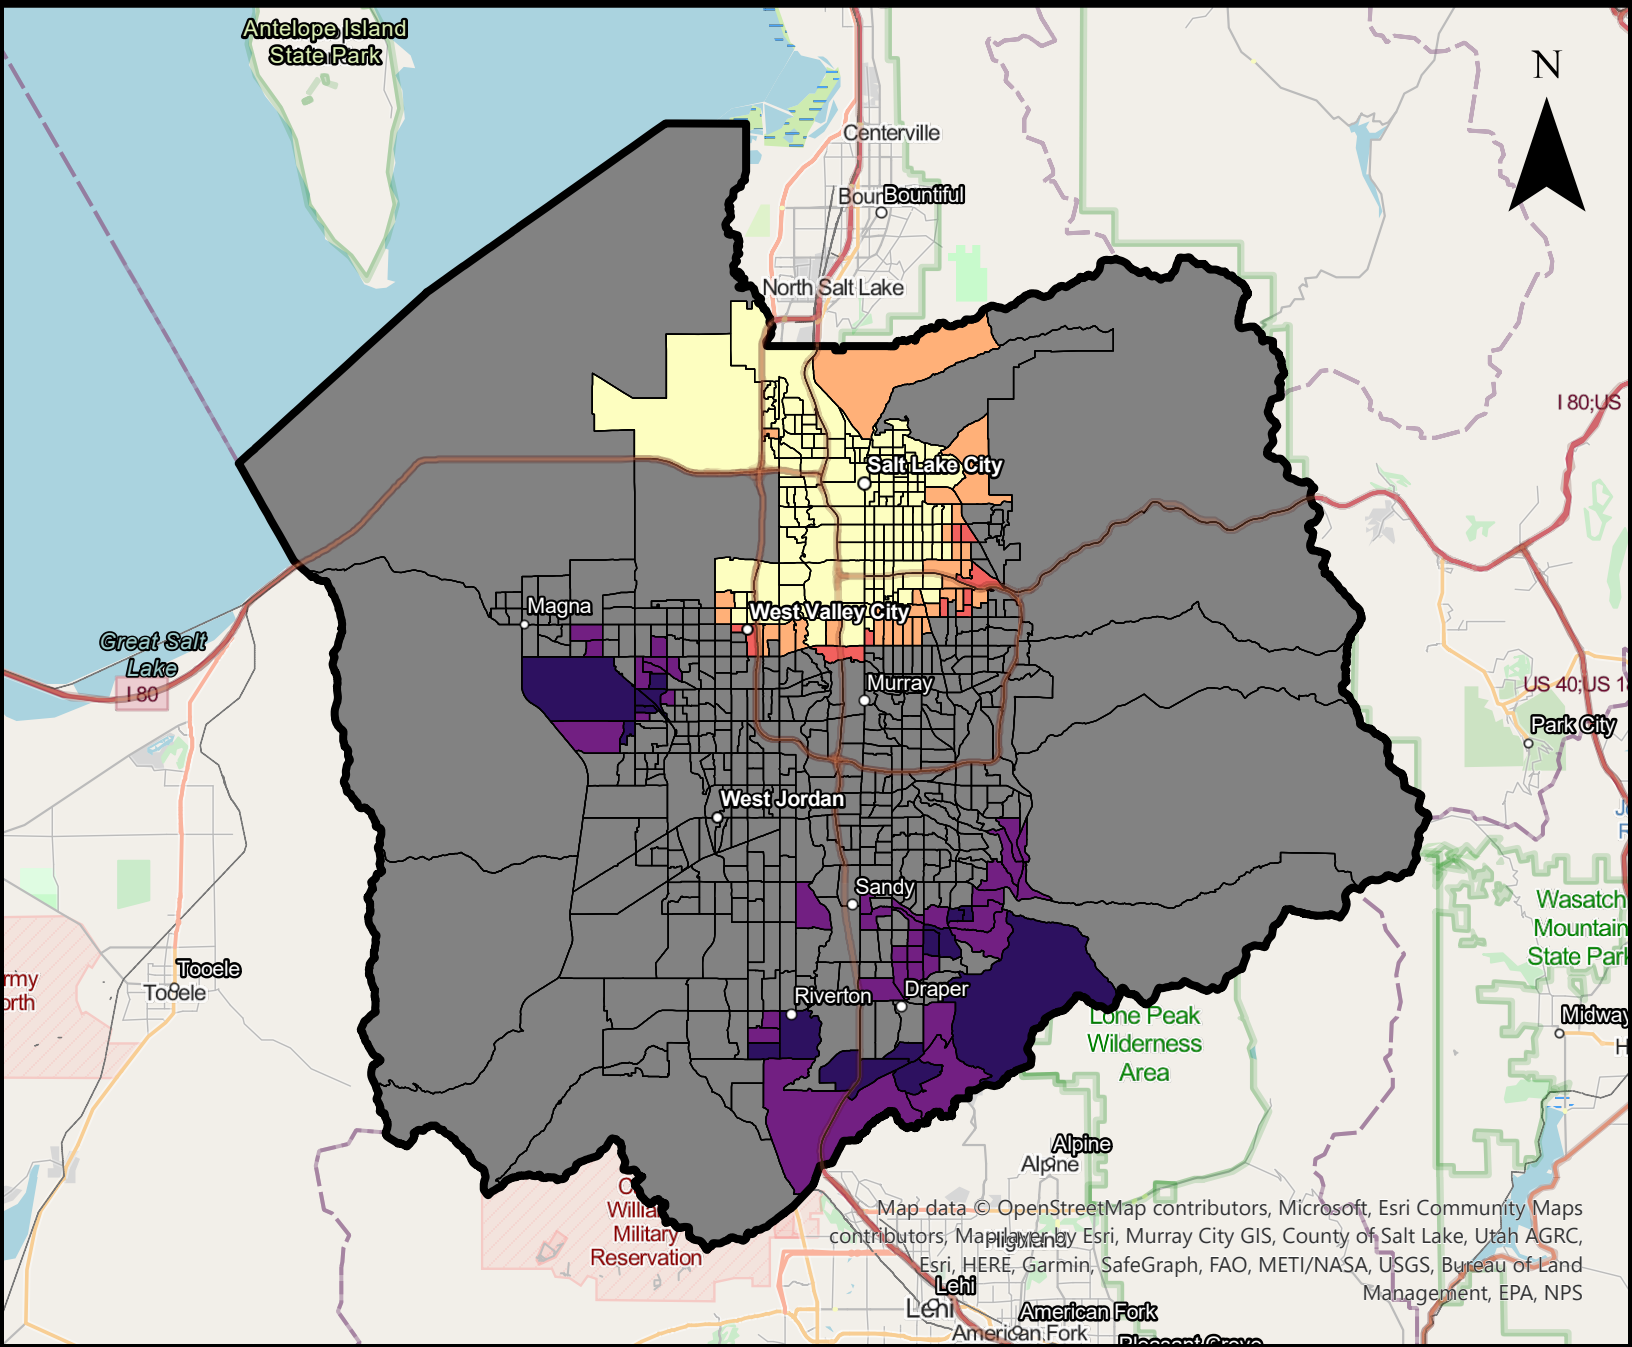 Antelope Island
State Park
N
Centerville
Bountiful
North Salt Lake
I 80;US
Salt Lake City
Magna
West Valley City
Great Salt
Lake
I 80
Murray
US 40;US 1
Park City
West Jordan
Sandy
Wasatch
Mountain
State Park
Tooele
Tooele
Riverton
Draper
Lone Peak
Wilderness
Area
Midway
H
Alpine
Alpine
Willia
Military
Reservation
Map data © OpenStreetMap contributors, Microsoft, Esri Community Maps
contributors, Map layer by Esri, Murray City GIS, County of Salt Lake, Utah AGRC,
Highland
Esri, HERE, Garmin, SafeGraph, FAO, METI/NASA, USGS, Bureau of Land
Management, EPA, NPS
Lehi
Lehi
American Fork
American Fork
Pleasant Grove